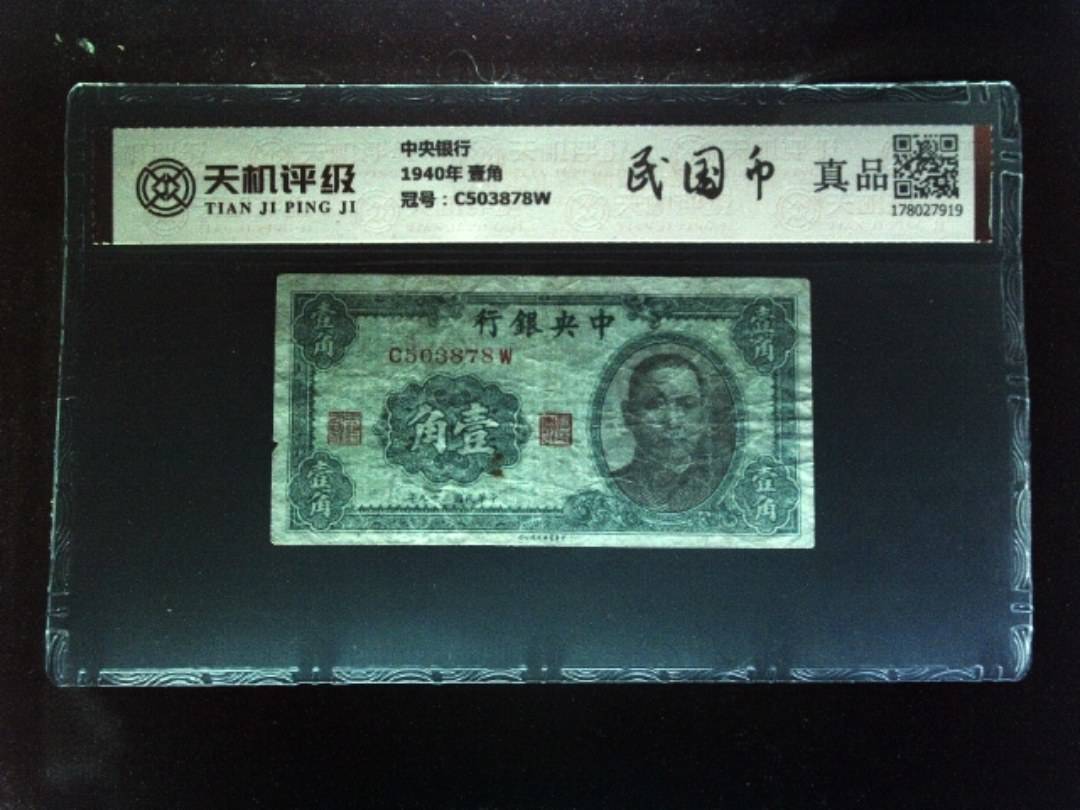 天机评级
TIAN JI PING JI
中央银行
1940年 壹角
冠号：C503878W
民国币
真品
178027919
行銀央中
C503878W
壹角
壹角
角壹
壹角
壹角